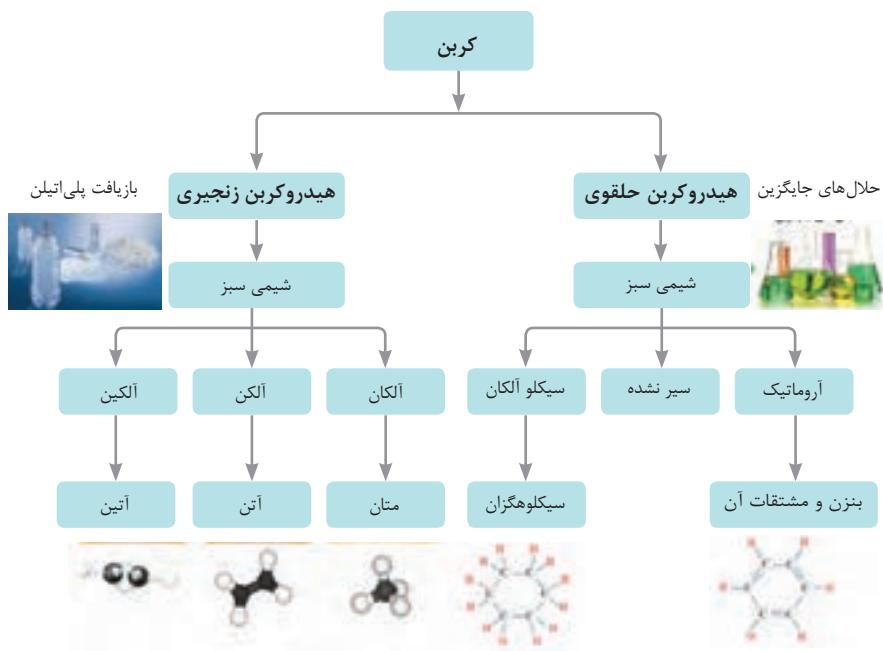 کربن
هیدروکربن حلقوی
هیدروکربن زنجیری
حلال‌های جایگزین
بازیافت پلی‌اتیلن
شیمی سبز
شیمی سبز
آروماتیک
سیر نشده
سیکلو آلکان
آلکان
آلکن
آلکین
بنزن و مشتقات آن
سیکلوهگزان
متان
آتن
آتین